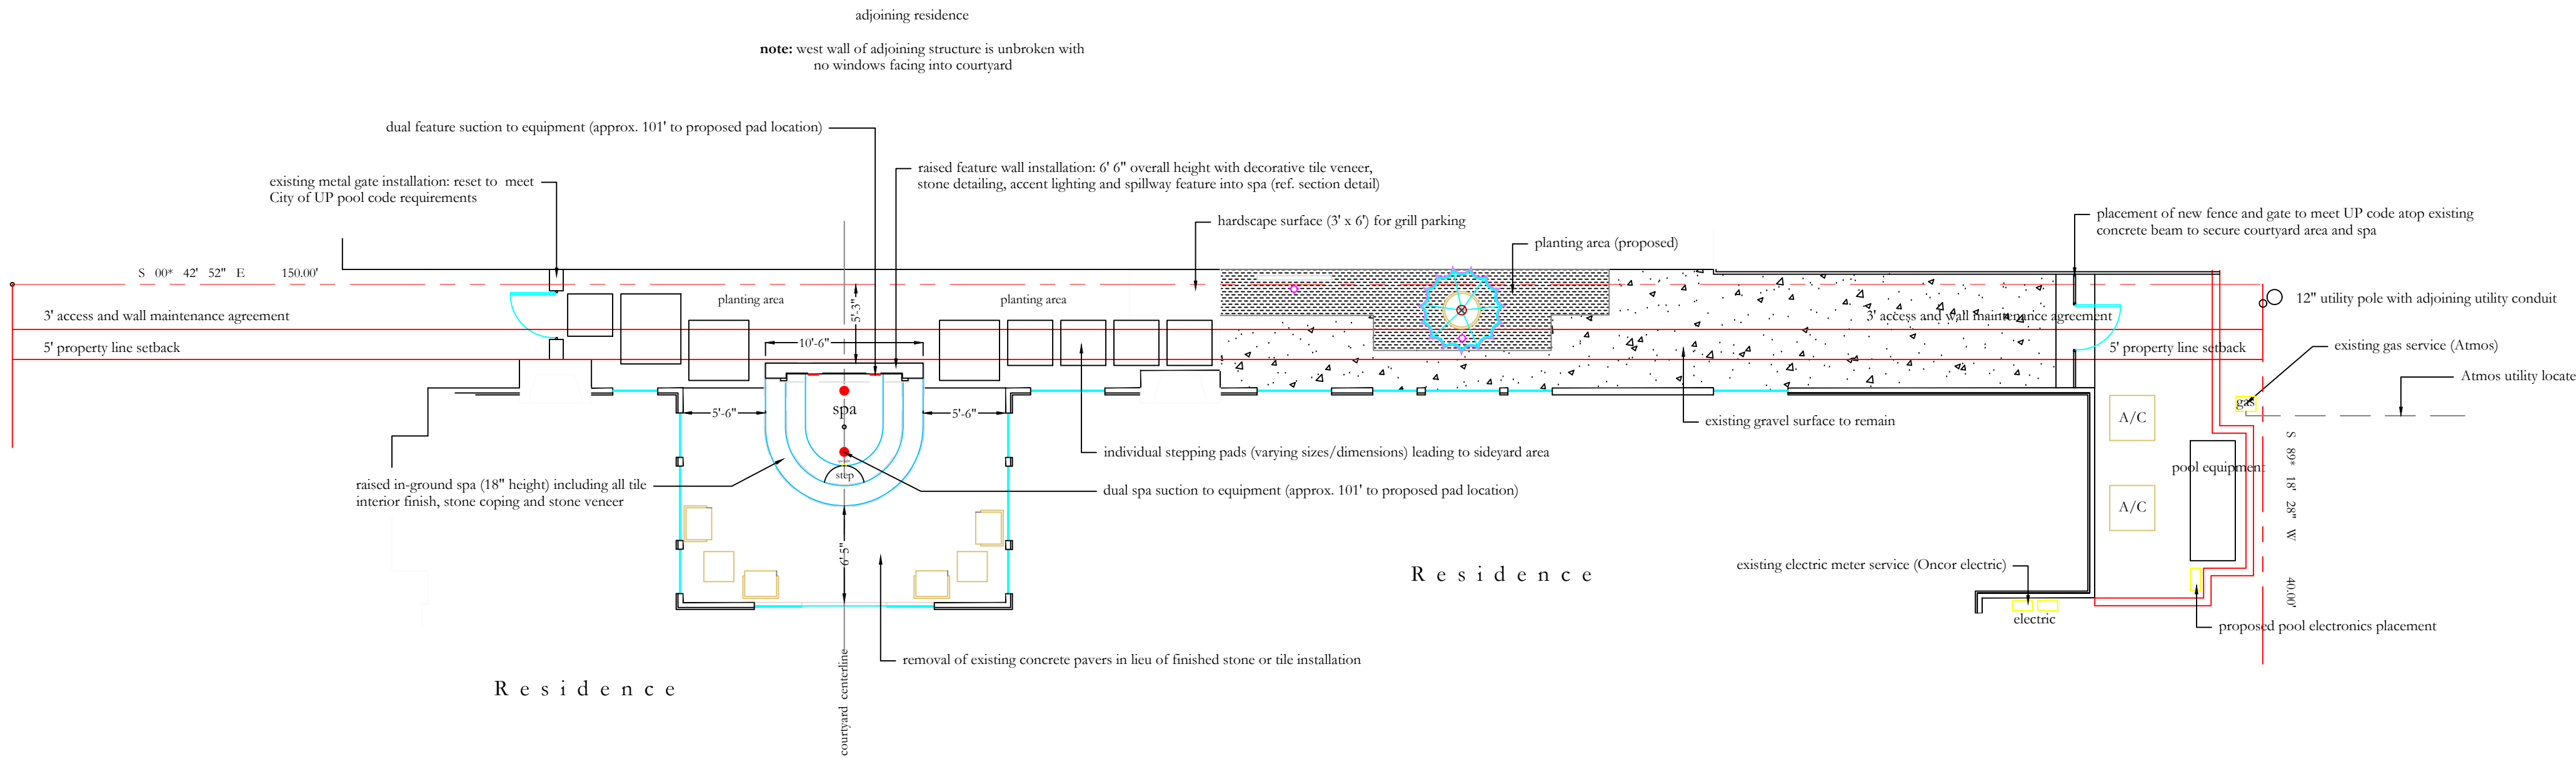 adjoining residence
note: west wall of adjoining structure is unbroken with
no windows facing into courtyard
dual feature suction to equipment (approx. 101' to proposed pad location)
raised feature wall installation: 6' 6" overall height with decorative tile veneer,
stone detailing, accent lighting and spillway feature into spa (ref. section detail)
existing metal gate installation: reset to meet
City of UP pool code requirements
hardscape surface (3' x 6') for grill parking
placement of new fence and gate to meet UP code atop existing
concrete beam to secure courtyard area and spa
planting area (proposed)
S 00* 42' 52" E 150.00'
planting area
planting area
5'-3"
12" utility pole with adjoining utility conduit
3' access and wall maintenance agreement
3' access and wall maintenance agreement
10'-6"
5' property line setback
5' property line setback
existing gas service (Atmos)
Atmos utility locate
gas
5'-6"
spa
5'-6"
A/C
existing gravel surface to remain
S 89* 18' 28" W 40.00'
individual stepping pads (varying sizes/dimensions) leading to sideyard area
pool equipment
step
raised in-ground spa (18" height) including all tile
interior finish, stone coping and stone veneer
dual spa suction to equipment (approx. 101' to proposed pad location)
A/C
6'-5"
existing electric meter service (Oncor electric)
Residence
electric
proposed pool electronics placement
removal of existing concrete pavers in lieu of finished stone or tile installation
Residence
courtyard centerline